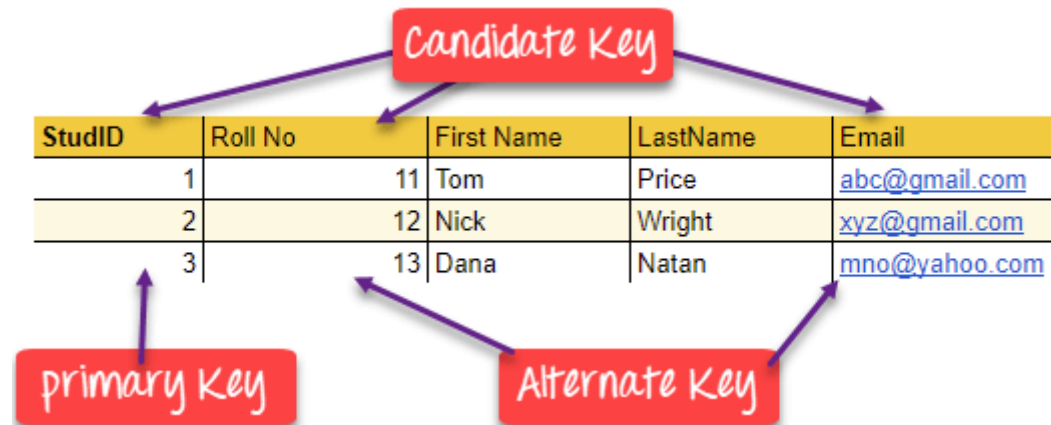 Candidate Key
StudID Roll No First Name LastName Email
1 11 Tom Price abc@gmail.com
2 12 Nick Wright xyz@gmail.com
3 13 Dana Natan mno@yahoo.com
primary Key Alternate Key